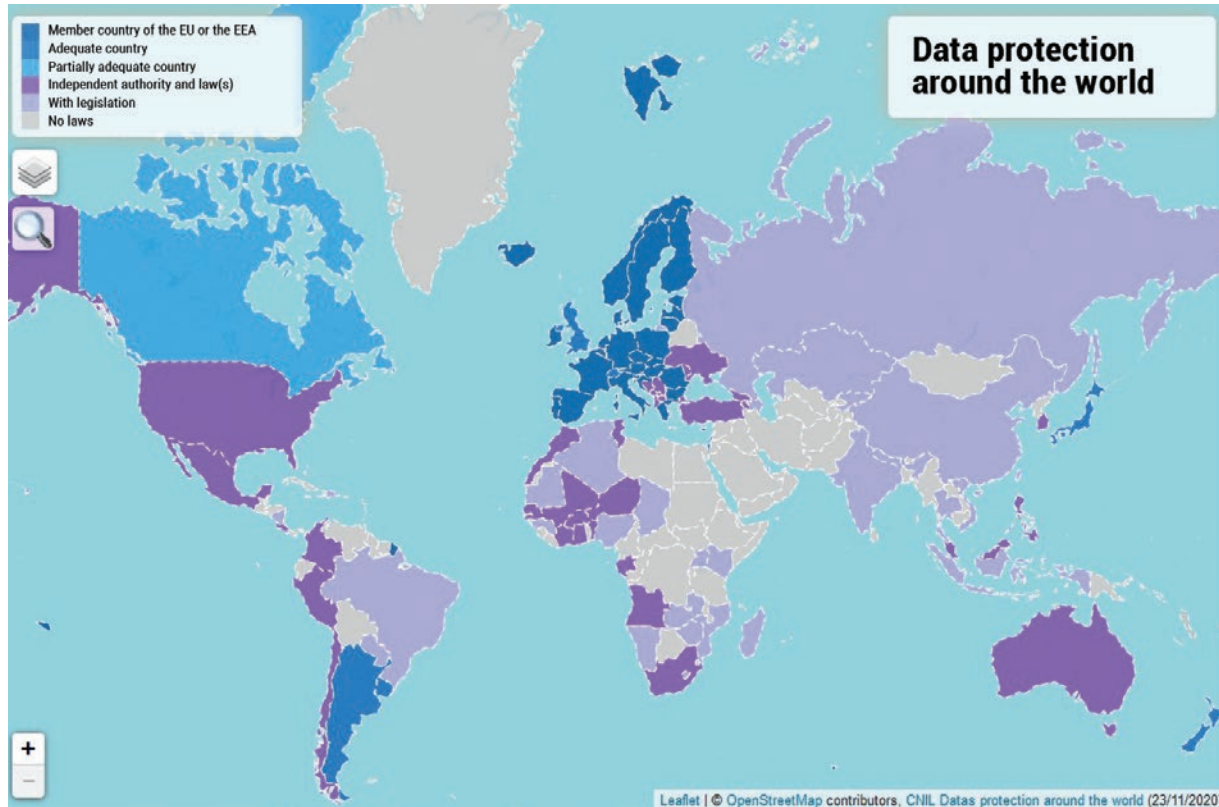 Member country of the EU or the EEA
Adequate country
Partially adequate country
Independent authority and law(s)
With legislation
No laws
Data protection
around the world
+
−
Leaflet | © OpenStreetMap contributors, CNIL Datas protection around the world (23/11/2020